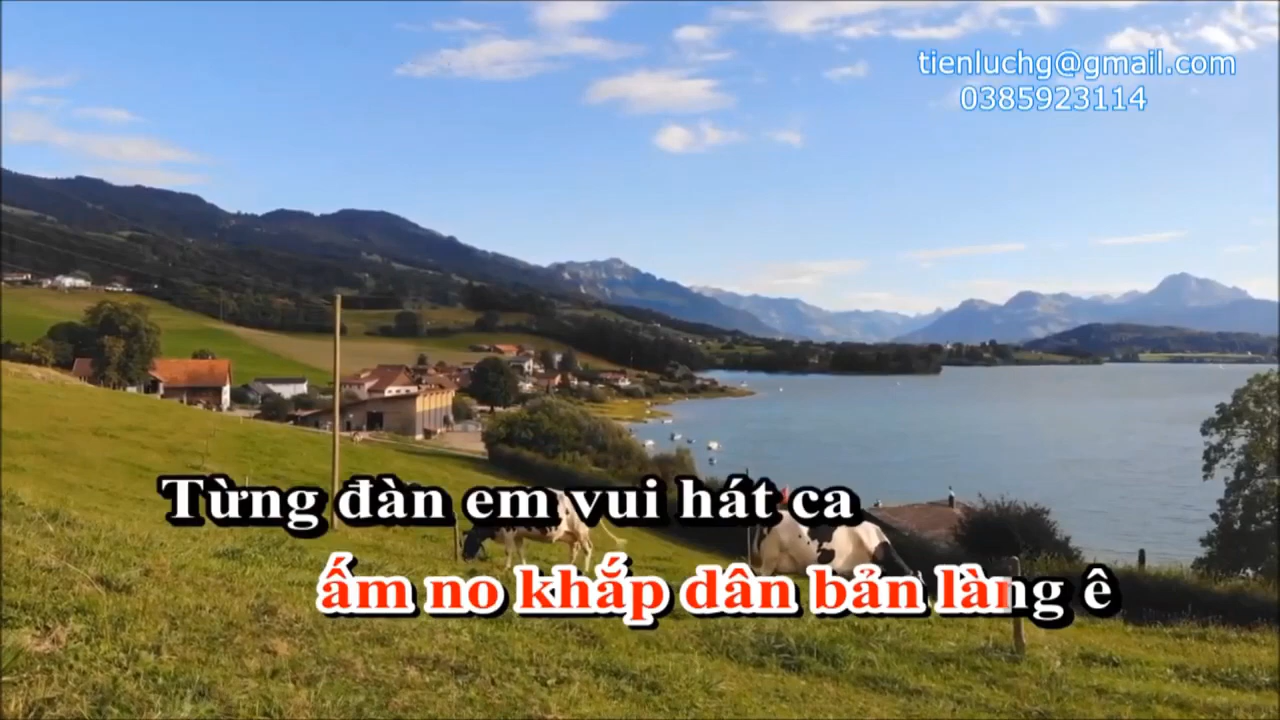 tienluchg@gmail.com
0385923114
Từng đàn em vui hát ca
ấm no khắp dân bản làng ê